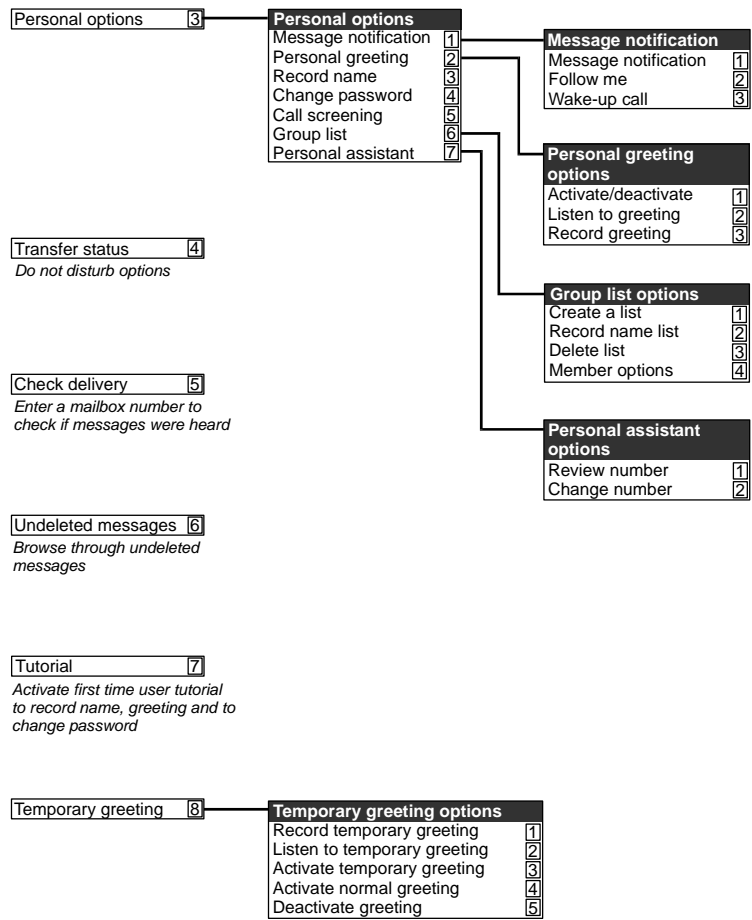 Personal options 3
Personal options
Message notification 1
Personal greeting 2
Record name 3
Change password 4
Call screening 5
Group list 6
Personal assistant 7
Message notification
Message notification 1
Follow me 2
Wake-up call 3
Personal greeting
options
Activate/deactivate 1
Listen to greeting 2
Record greeting 3
Transfer status 4
Do not disturb options
Group list options
Create a list 1
Record name list 2
Delete list 3
Member options 4
Check delivery 5
Enter a mailbox number to
check if messages were heard
Personal assistant
options
Review number 1
Change number 2
Undeleted messages 6
Browse through undeleted
messages
Tutorial 7
Activate first time user tutorial
to record name, greeting and to
change password
Temporary greeting 8
Temporary greeting options
Record temporary greeting 1
Listen to temporary greeting 2
Activate temporary greeting 3
Activate normal greeting 4
Deactivate greeting 5